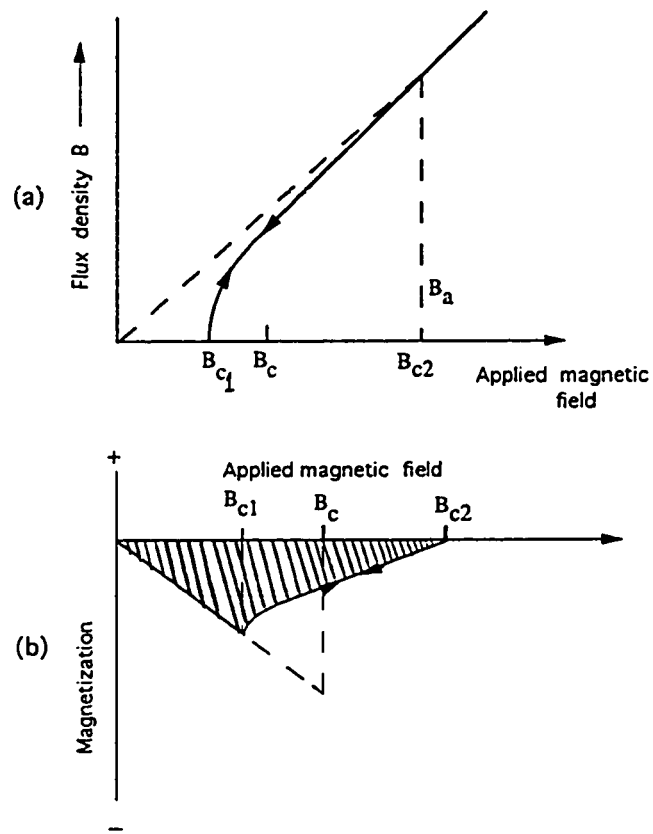 (a)
Flux density B
B_a
B_c1
B_c
B_c2
Applied magnetic
field
+
Applied magnetic field
B_c1
B_c
B_c2
(b)
Magnetization
−